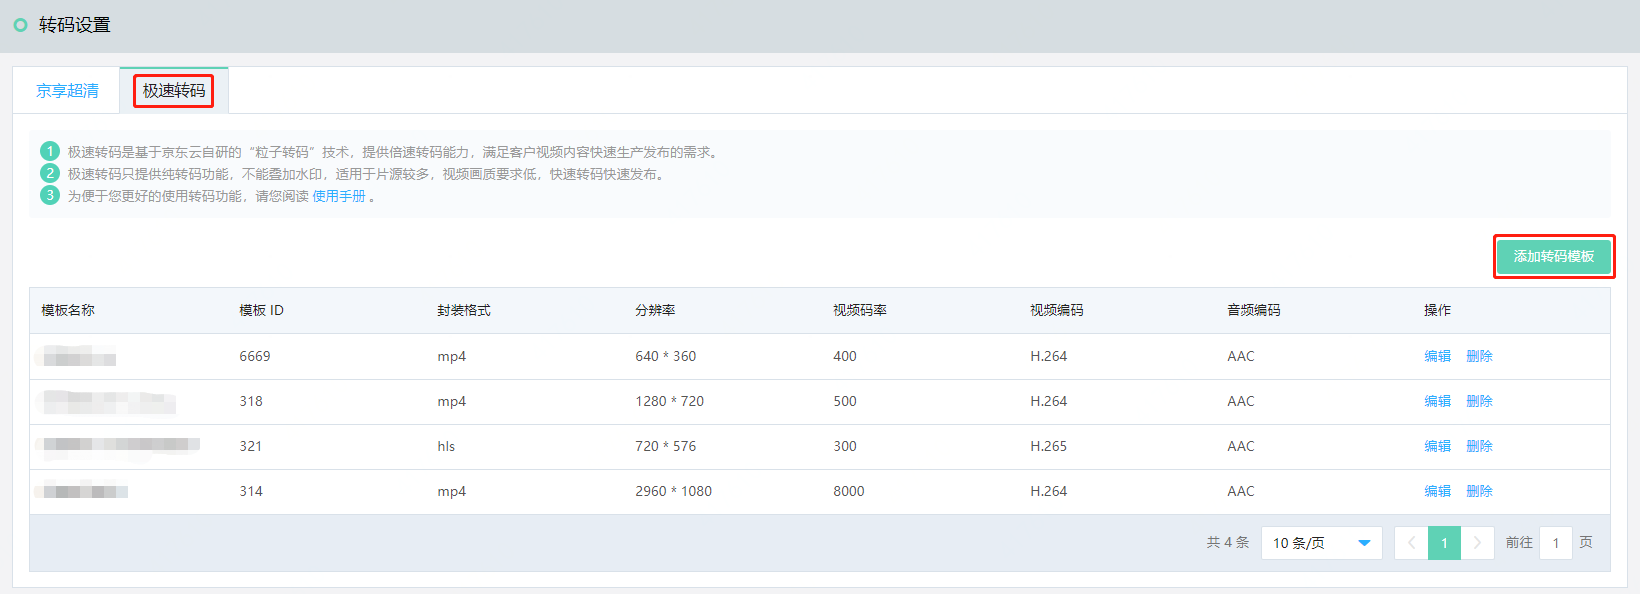 转码设置
京享超清 极速转码
1 极速转码是基于京东云自研的“粒子转码”技术，提供倍速转码能力，满足客户视频内容快速生产发布的需求。
2 极速转码只提供纯转码功能，不能叠加水印，适用于片源较多，视频画质要求低，快速转码快速发布。
3 为便于您更好的使用转码功能，请您阅读 使用手册 。
添加转码模板
模板名称 模板 ID 封装格式 分辨率 视频码率 视频编码 音频编码 操作
6669 mp4 640 * 360 400 H.264 AAC 编辑 删除
318 mp4 1280 * 720 500 H.264 AAC 编辑 删除
321 hls 720 * 576 300 H.265 AAC 编辑 删除
314 mp4 2960 * 1080 8000 H.264 AAC 编辑 删除
共 4 条 10 条/页 1 前往 1 页